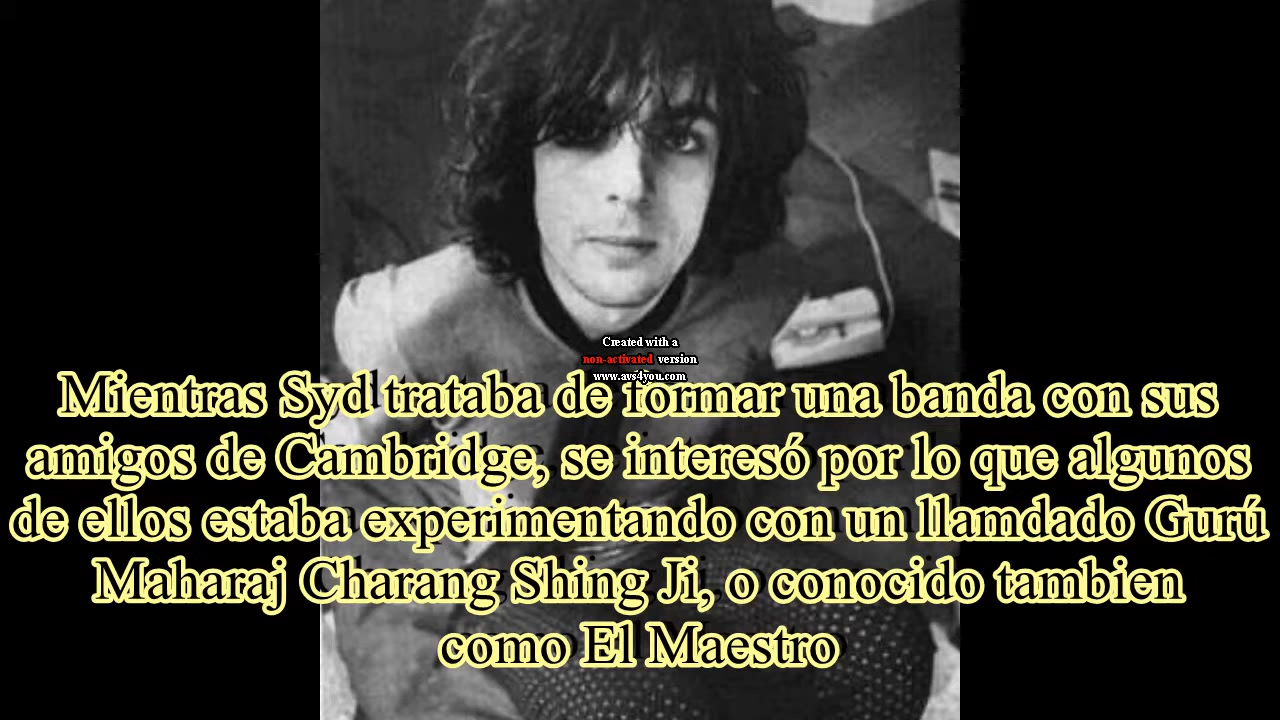 Created with a
non-activated version
www.avs4you.com
Mientras Syd trataba de formar una banda con sus
amigos de Cambridge, se interesó por lo que algunos
de ellos estaba experimentando con un llamdado Gurú
Maharaj Charang Shing Ji, o conocido tambien
como El Maestro